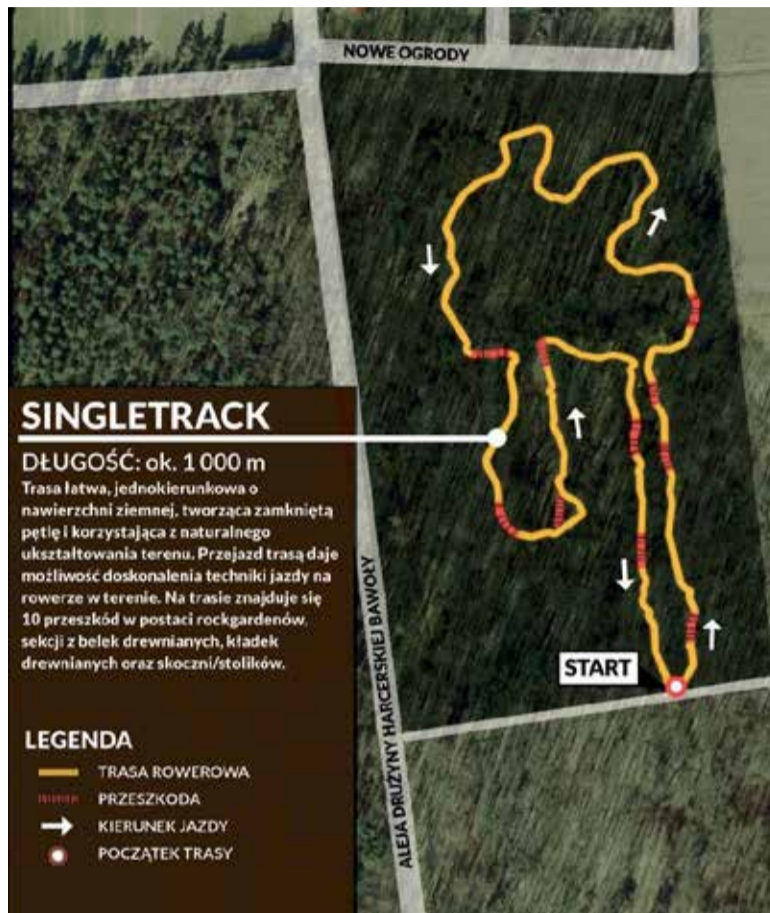 NOWE OGRODY
SINGLETRACK
DŁUGOŚĆ: ok. 1 000 m
Trasa łatwa, jednokierunkowa o
nawierzchni ziemnej, tworząca zamkniętą
pętlę i korzystająca z naturalnego
ukształtowania terenu. Przejazd trasą daje
możliwość doskonalenia techniki jazdy na
rowerze w terenie. Na trasie znajduje się
10 przeszkód w postaci rockgardenów,
sekcji z belek drewnianych, kładek
drewnianych oraz skoczni/stolików.
START
ALEJA DRUŻYNY HARCERSKIEJ BAWOŁY
LEGENDA
TRASA ROWEROWA
PRZESZKODA
KIERUNEK JAZDY
POCZĄTEK TRASY